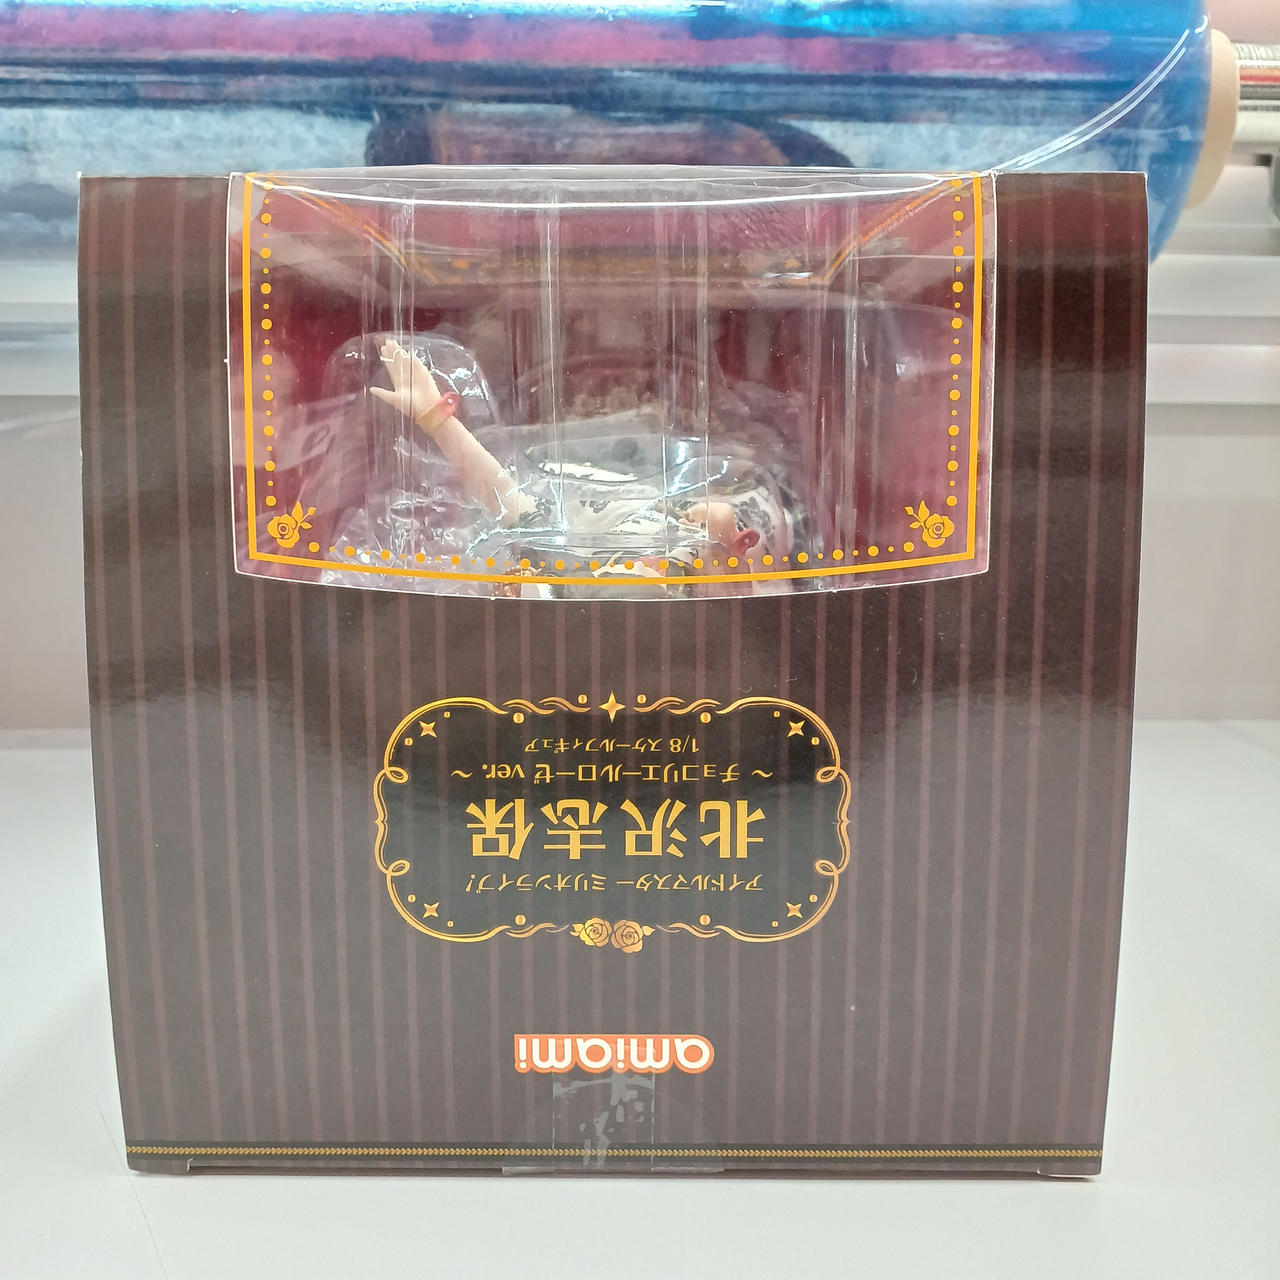 amiami
アイドルマスター ミリオンライブ!
北沢志保
～チョコリエールローゼ ver.～
1/8 スケールフィギュア